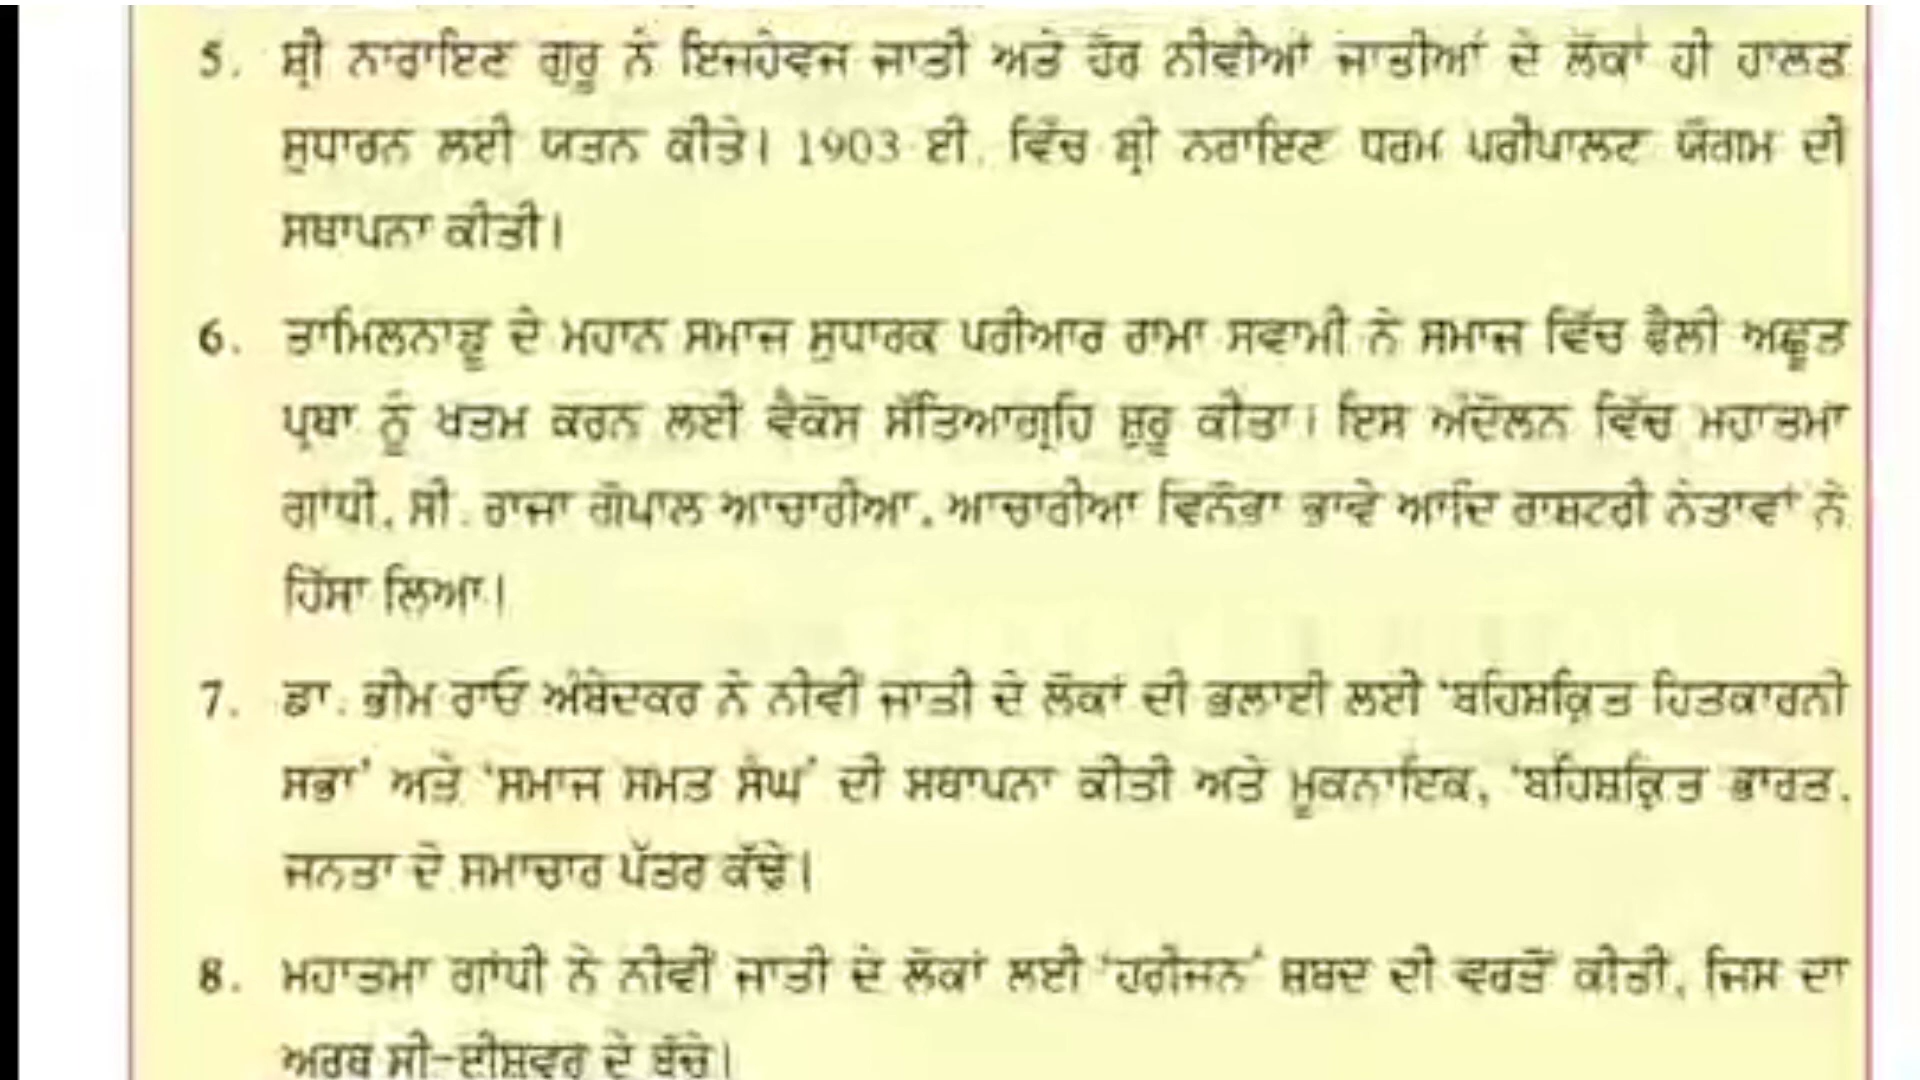 5. ਸ਼੍ਰੀ ਨਾਰਾਇਣ ਗੁਰੂ ਨੇ ਇਜਹੇਵਜ ਜਾਤੀ ਅਤੇ ਹੋਰ ਨੀਵੀਆਂ ਜਾਤੀਆਂ ਦੇ ਲੋਕਾਂ ਹੀ ਹਾਲਤ
ਸੁਧਾਰਨ ਲਈ ਯਤਨ ਕੀਤੇ। 1903 ਈ. ਵਿੱਚ ਸ਼੍ਰੀ ਨਰਾਇਣ ਧਰਮ ਪਰੀਪਾਲਣ ਯੋਗਮ ਦੀ
ਸਥਾਪਨਾ ਕੀਤੀ।
6. ਤਾਮਿਲਨਾਡੂ ਦੇ ਮਹਾਨ ਸਮਾਜ ਸੁਧਾਰਕ ਪਰੀਆਰ ਰਾਮਾ ਸਵਾਮੀ ਨੇ ਸਮਾਜ ਵਿੱਚ ਫੈਲੀ ਅਛੂਤ
ਪ੍ਰਥਾ ਨੂੰ ਖਤਮ ਕਰਨ ਲਈ ਵੈਕੋਸ ਸੱਤਿਆਗ੍ਰਹਿ ਸ਼ੁਰੂ ਕੀਤਾ। ਇਸ ਅੰਦੋਲਨ ਵਿੱਚ ਮਹਾਤਮਾ
ਗਾਂਧੀ, ਸੀ. ਰਾਜਾ ਗੋਪਾਲ ਆਚਾਰੀਆ, ਆਚਾਰੀਆ ਵਿਨੋਭਾ ਭਾਵੇ ਆਦਿ ਰਾਸ਼ਟਰੀ ਨੇਤਾਵਾਂ ਨੇ
ਹਿੱਸਾ ਲਿਆ।
7. ਡਾ. ਭੀਮ ਰਾਓ ਅੰਬੇਦਕਰ ਨੇ ਨੀਵੀਂ ਜਾਤੀ ਦੇ ਲੋਕਾਂ ਦੀ ਭਲਾਈ ਲਈ 'ਬਹਿਸ਼ਕ੍ਰਿਤ ਹਿਤਕਾਰਨੀ
ਸਭਾ' ਅਤੇ 'ਸਮਾਜ ਸਮਤ ਸੰਘ' ਦੀ ਸਥਾਪਨਾ ਕੀਤੀ ਅਤੇ ਮੂਕਨਾਇਕ, 'ਬਹਿਸ਼ਕ੍ਰਿਤ ਭਾਰਤ,
ਜਨਤਾ ਦੋ ਸਮਾਚਾਰ ਪੱਤਰ ਕੱਢੇ।
8. ਮਹਾਤਮਾ ਗਾਂਧੀ ਨੇ ਨੀਵੀਂ ਜਾਤੀ ਦੇ ਲੋਕਾਂ ਲਈ 'ਹਰੀਜਨ' ਸ਼ਬਦ ਦੀ ਵਰਤੋਂ ਕੀਤੀ, ਜਿਸ ਦਾ
ਅਰਥ ਸੀ-ਈਸ਼ਵਰ ਦੇ ਬੱਚੇ।